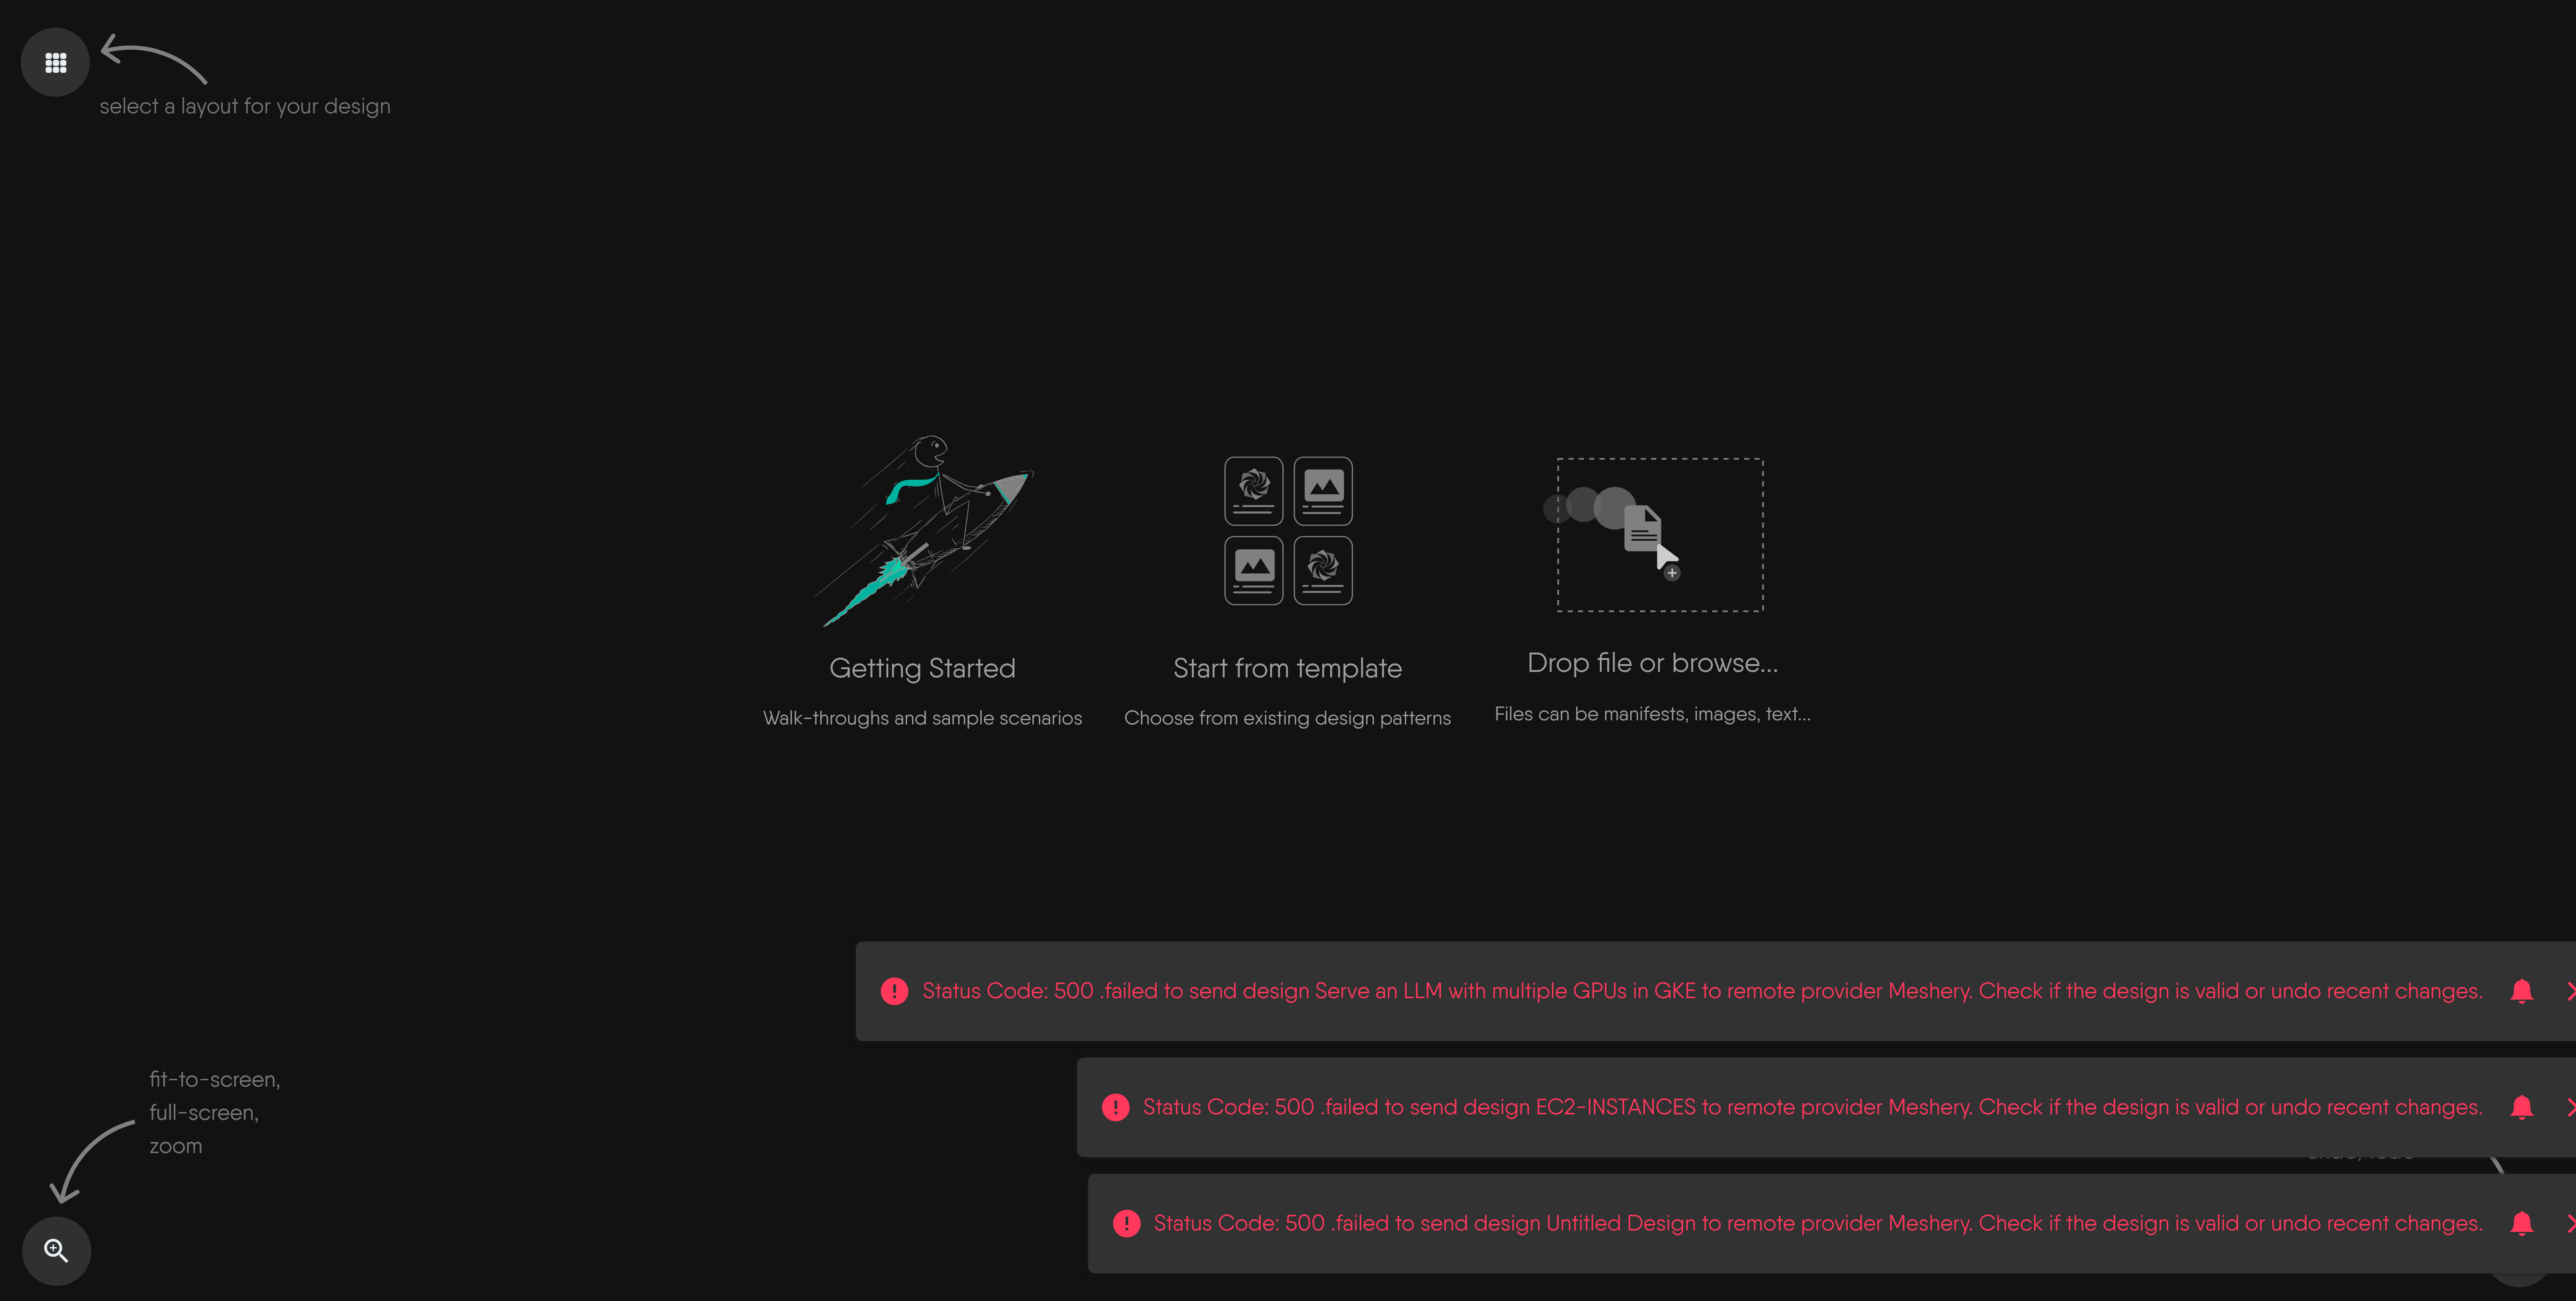 select a layout for your design
Getting Started
Walk-throughs and sample scenarios
Start from template
Choose from existing design patterns
Drop file or browse...
Files can be manifests, images, text...
Status Code: 500 .failed to send design Serve an LLM with multiple GPUs in GKE to remote provider Meshery. Check if the design is valid or undo recent changes.
fit-to-screen,
full-screen,
zoom
Status Code: 500 .failed to send design EC2-INSTANCES to remote provider Meshery. Check if the design is valid or undo recent changes.
Status Code: 500 .failed to send design Untitled Design to remote provider Meshery. Check if the design is valid or undo recent changes.